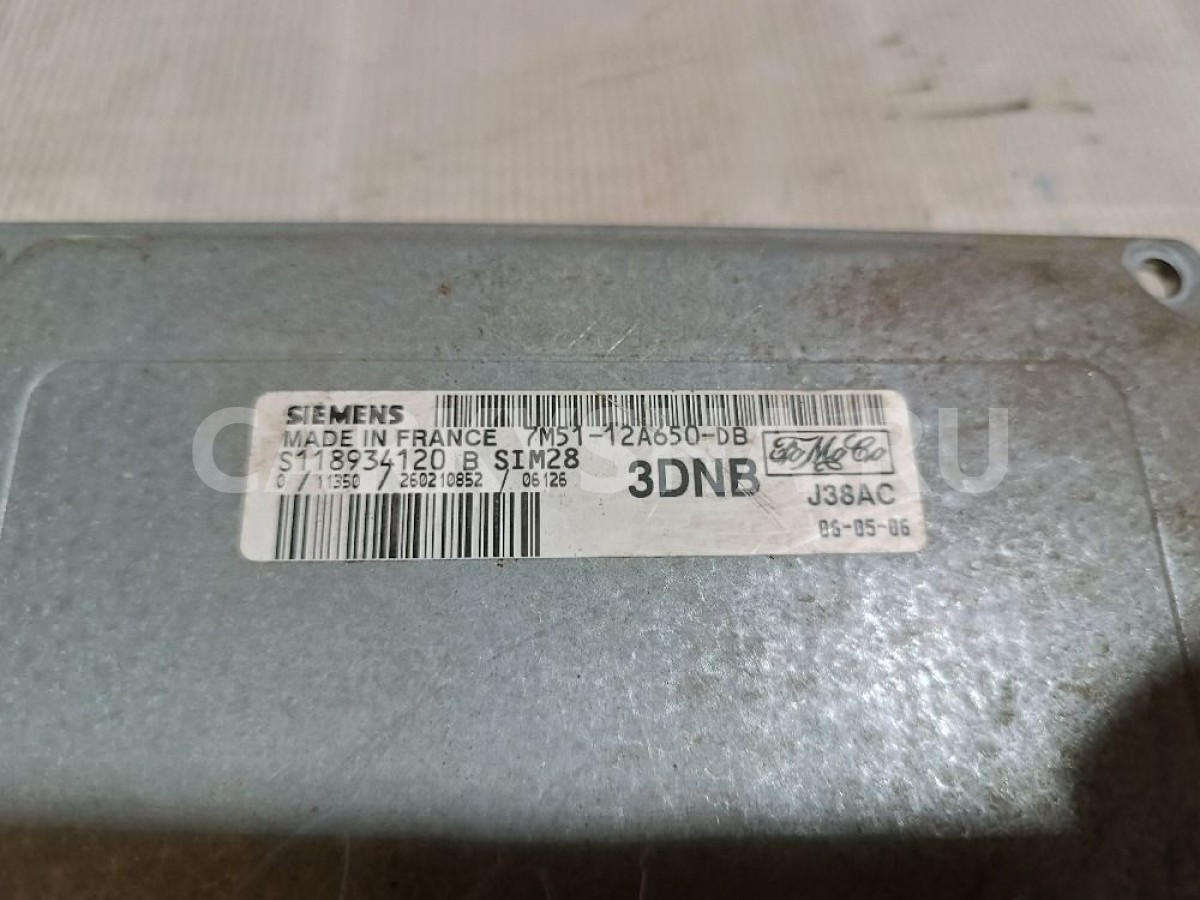 SIEMENS
MADE IN FRANCE 7M51-12A650-DB
S118934120 B SIM28
0 / 11350 / 260210852 / 06126
3DNB
FoMoCo
J38AC
06-05-06